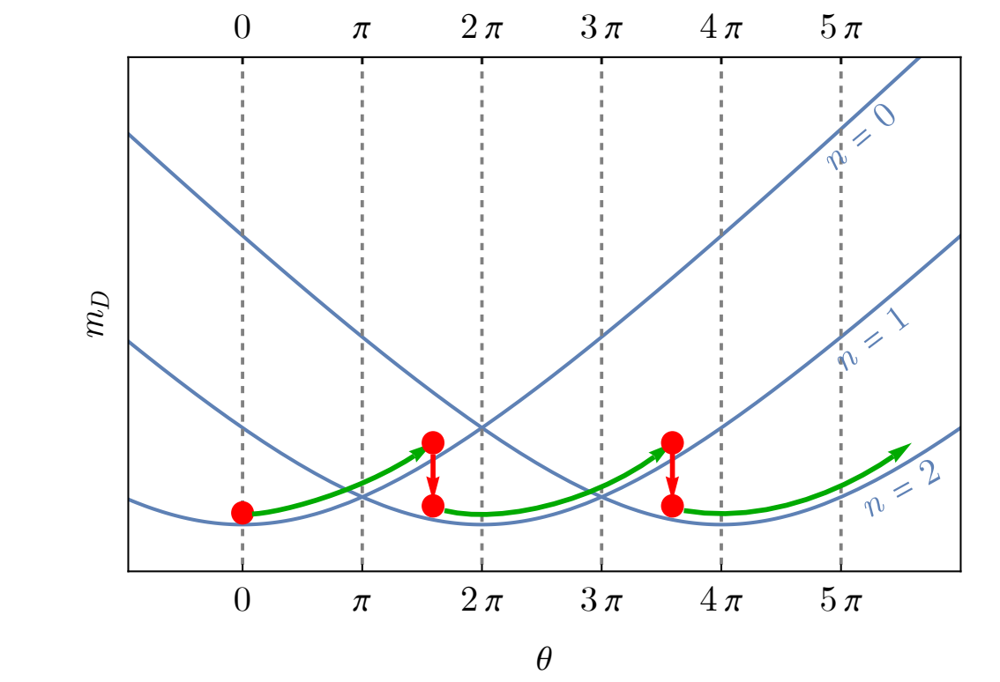 0 π 2π 3π 4π 5π
n = 0
m_D
n = 1
n = 2
0 π 2π 3π 4π 5π
θ